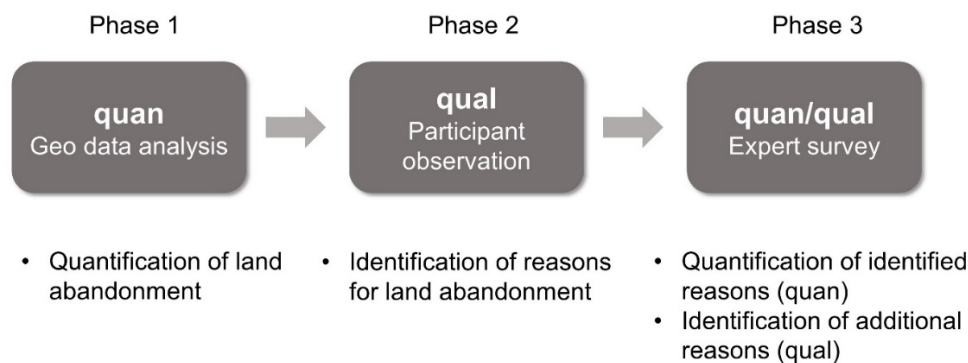 Phase 1
Phase 2
Phase 3
quan
Geo data analysis
qual
Participant
observation
quan/qual
Expert survey
• Quantification of land
abandonment
• Identification of reasons
for land abandonment
• Quantification of identified
reasons (quan)
• Identification of additional
reasons (qual)